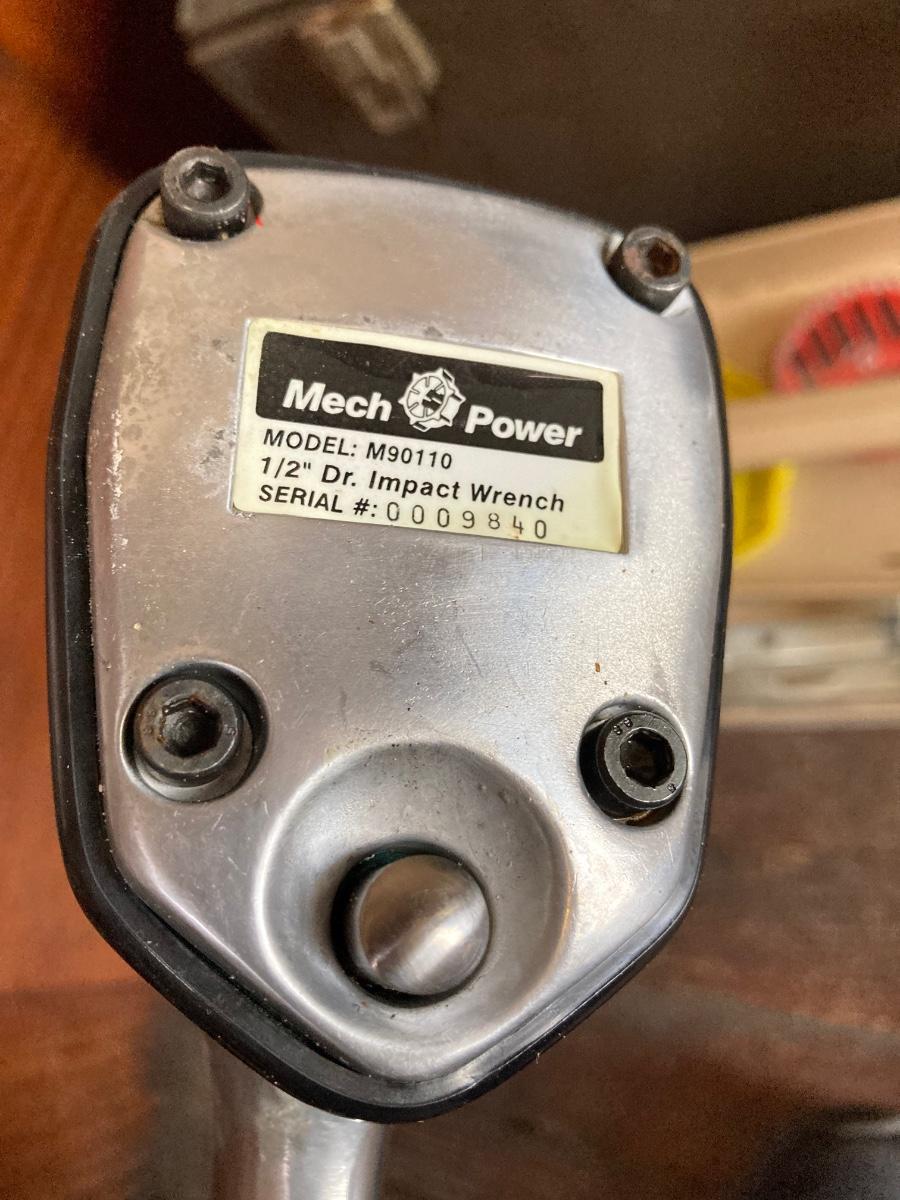 Mech Power
MODEL: M90110
1/2" Dr. Impact Wrench
SERIAL #: 0009840